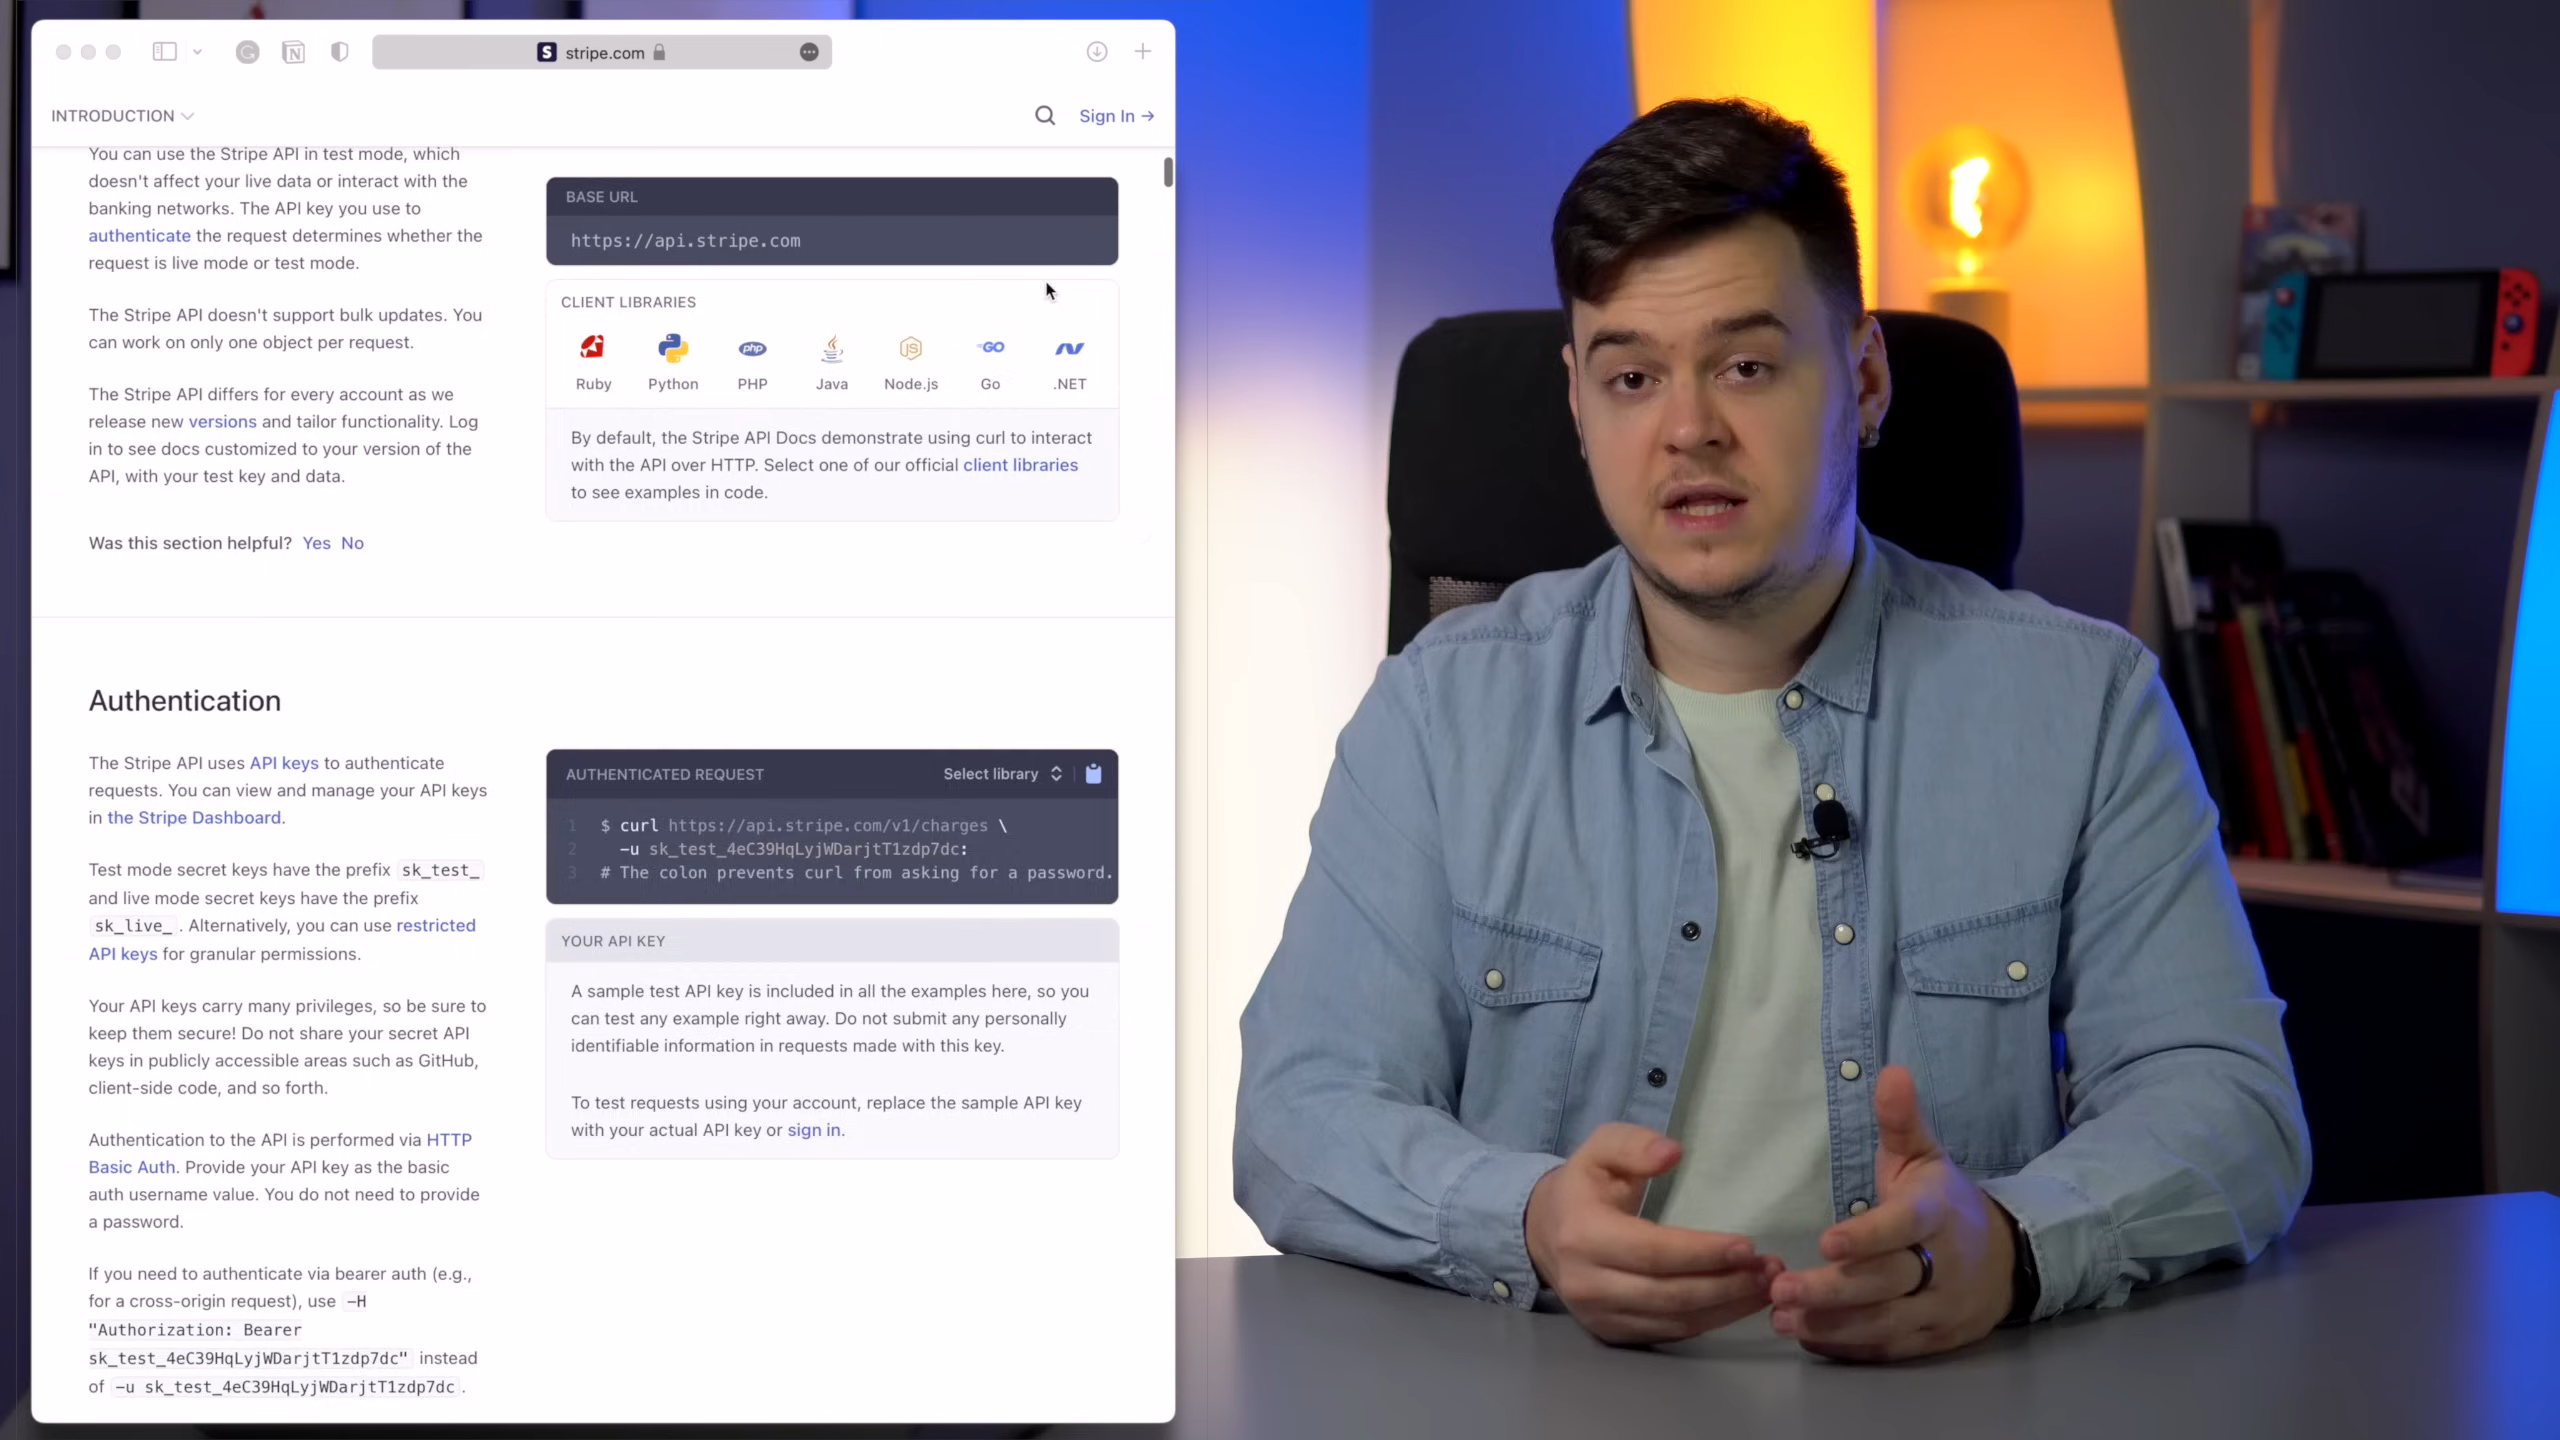 stripe.com
INTRODUCTION
Sign In →
You can use the Stripe API in test mode, which
doesn't affect your live data or interact with the
banking networks. The API key you use to
authenticate the request determines whether the
request is live mode or test mode.
The Stripe API doesn't support bulk updates. You
can work on only one object per request.
The Stripe API differs for every account as we
release new versions and tailor functionality. Log
in to see docs customized to your version of the
API, with your test key and data.
Was this section helpful? Yes No
BASE URL
https://api.stripe.com
CLIENT LIBRARIES
php
JS
GO
Ruby Python PHP Java Node.js Go .NET
By default, the Stripe API Docs demonstrate using curl to interact
with the API over HTTP. Select one of our official client libraries
to see examples in code.
Authentication
The Stripe API uses API keys to authenticate
requests. You can view and manage your API keys
in the Stripe Dashboard.
Test mode secret keys have the prefix sk_test_
and live mode secret keys have the prefix
sk_live_ . Alternatively, you can use restricted
API keys for granular permissions.
Your API keys carry many privileges, so be sure to
keep them secure! Do not share your secret API
keys in publicly accessible areas such as GitHub,
client-side code, and so forth.
Authentication to the API is performed via HTTP
Basic Auth. Provide your API key as the basic
auth username value. You do not need to provide
a password.
If you need to authenticate via bearer auth (e.g.,
for a cross-origin request), use -H
"Authorization: Bearer
sk_test_4eC39HqLyjWDarjtT1zdp7dc" instead
of -u sk_test_4eC39HqLyjWDarjtT1zdp7dc .
AUTHENTICATED REQUEST Select library
1 $ curl https://api.stripe.com/v1/charges \
2 -u sk_test_4eC39HqLyjWDarjtT1zdp7dc:
3 # The colon prevents curl from asking for a password.
YOUR API KEY
A sample test API key is included in all the examples here, so you
can test any example right away. Do not submit any personally
identifiable information in requests made with this key.
To test requests using your account, replace the sample API key
with your actual API key or sign in.